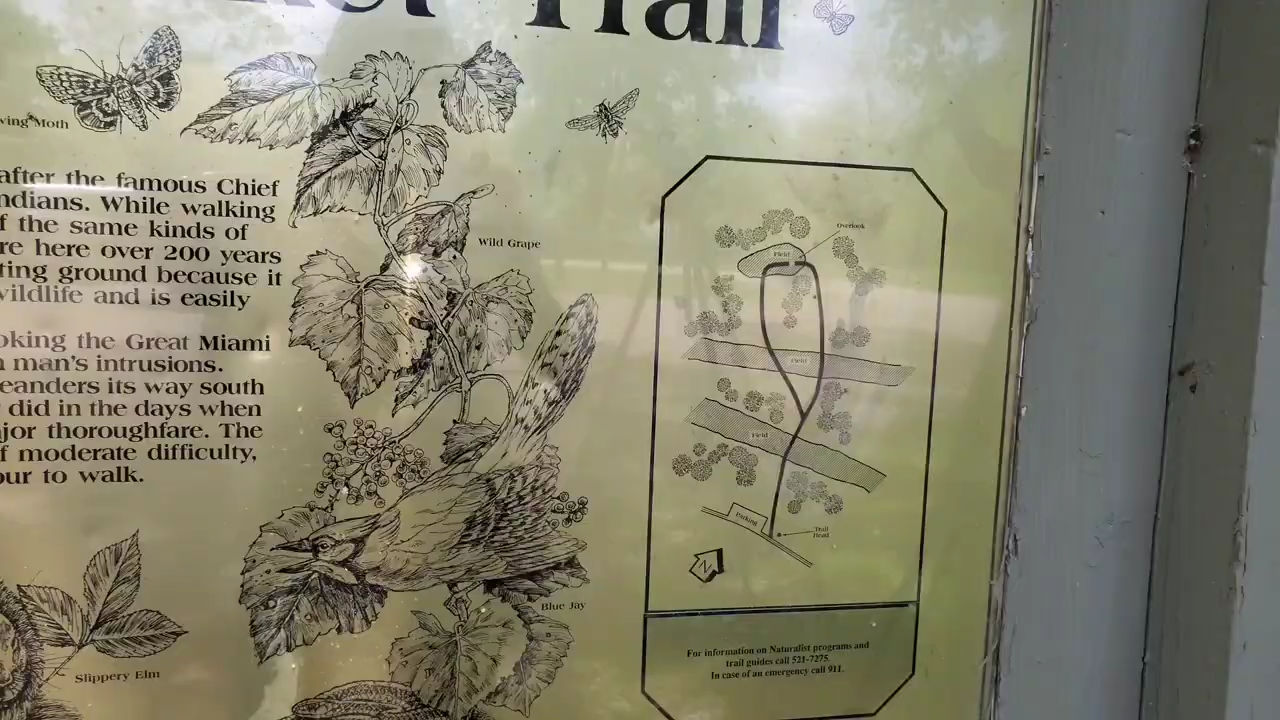 Trail
wing Moth
after the famous Chief
ndians. While walking
f the same kinds of
re here over 200 years
ting ground because it
wildlife and is easily
oking the Great Miami
n man's intrusions.
eanders its way south
did in the days when
jor thoroughfare. The
f moderate difficulty,
our to walk.
Wild Grape
Blue Jay
Slippery Elm
Overlook
Field
Field
Field
Parking
Trail
Head
N
For information on Naturalist programs and
trail guides call 521-7275.
In case of an emergency call 911.